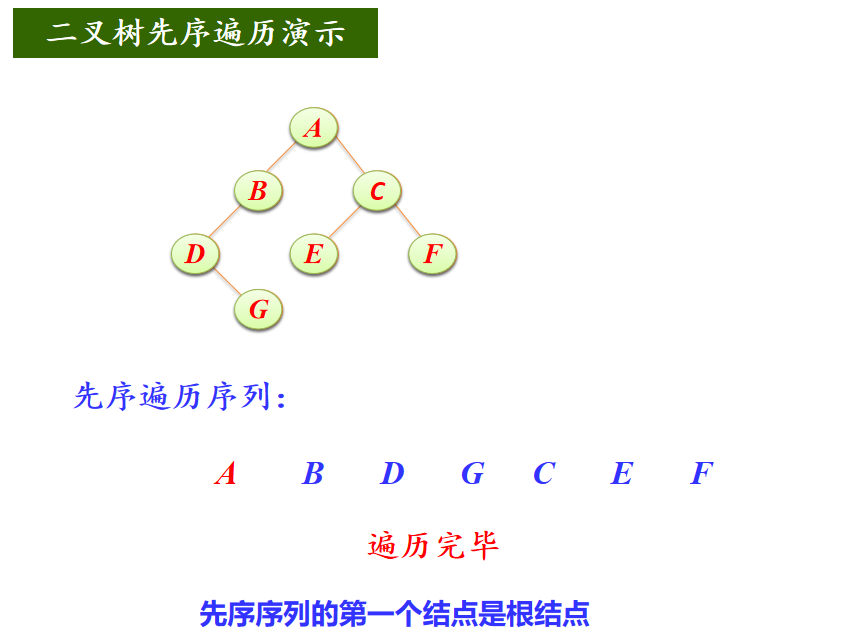 二叉树先序遍历演示
A
B C
D E F
G
先序遍历序列：
A B D G C E F
遍历完毕
先序序列的第一个结点是根结点